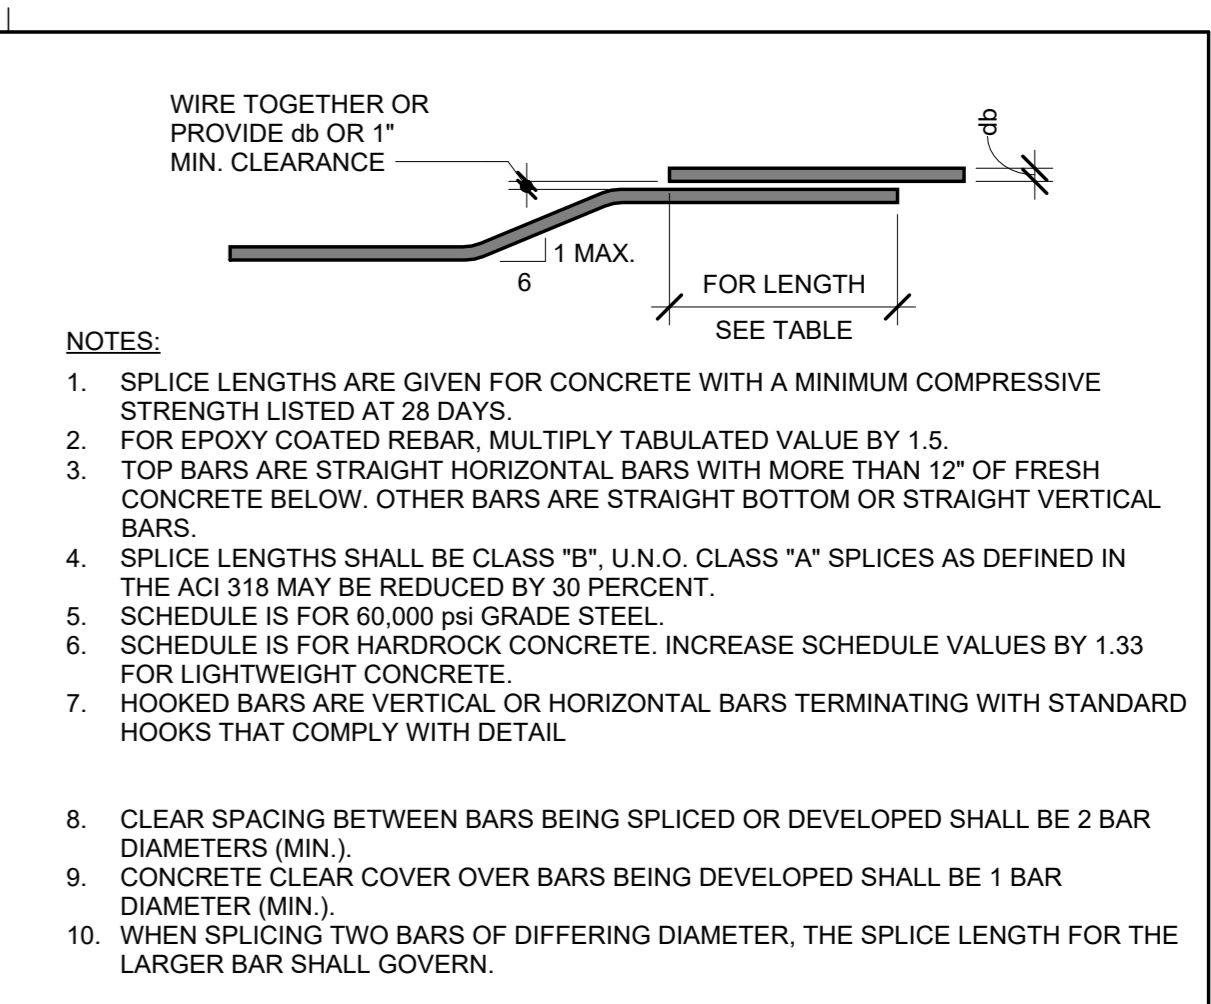 WIRE TOGETHER OR
PROVIDE db OR 1"
MIN. CLEARANCE
db
1 MAX.
6
FOR LENGTH
SEE TABLE
NOTES:
1. SPLICE LENGTHS ARE GIVEN FOR CONCRETE WITH A MINIMUM COMPRESSIVE
STRENGTH LISTED AT 28 DAYS.
2. FOR EPOXY COATED REBAR, MULTIPLY TABULATED VALUE BY 1.5.
3. TOP BARS ARE STRAIGHT HORIZONTAL BARS WITH MORE THAN 12" OF FRESH
CONCRETE BELOW. OTHER BARS ARE STRAIGHT BOTTOM OR STRAIGHT VERTICAL
BARS.
4. SPLICE LENGTHS SHALL BE CLASS "B", U.N.O. CLASS "A" SPLICES AS DEFINED IN
THE ACI 318 MAY BE REDUCED BY 30 PERCENT.
5. SCHEDULE IS FOR 60,000 psi GRADE STEEL.
6. SCHEDULE IS FOR HARDROCK CONCRETE. INCREASE SCHEDULE VALUES BY 1.33
FOR LIGHTWEIGHT CONCRETE.
7. HOOKED BARS ARE VERTICAL OR HORIZONTAL BARS TERMINATING WITH STANDARD
HOOKS THAT COMPLY WITH DETAIL
8. CLEAR SPACING BETWEEN BARS BEING SPLICED OR DEVELOPED SHALL BE 2 BAR
DIAMETERS (MIN.).
9. CONCRETE CLEAR COVER OVER BARS BEING DEVELOPED SHALL BE 1 BAR
DIAMETER (MIN.).
10. WHEN SPLICING TWO BARS OF DIFFERING DIAMETER, THE SPLICE LENGTH FOR THE
LARGER BAR SHALL GOVERN.